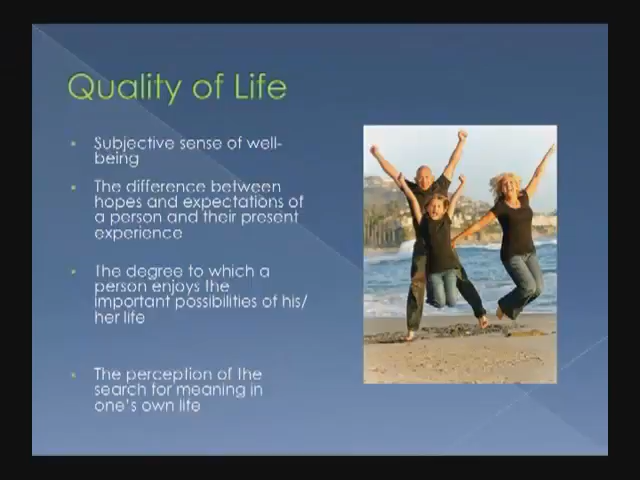 Quality of Life
Subjective sense of well-
being
The difference between
hopes and expectations of
a person and their present
experience
The degree to which a
person enjoys the
important possibilities of his/
her life
The perception of the
search for meaning in
one's own life